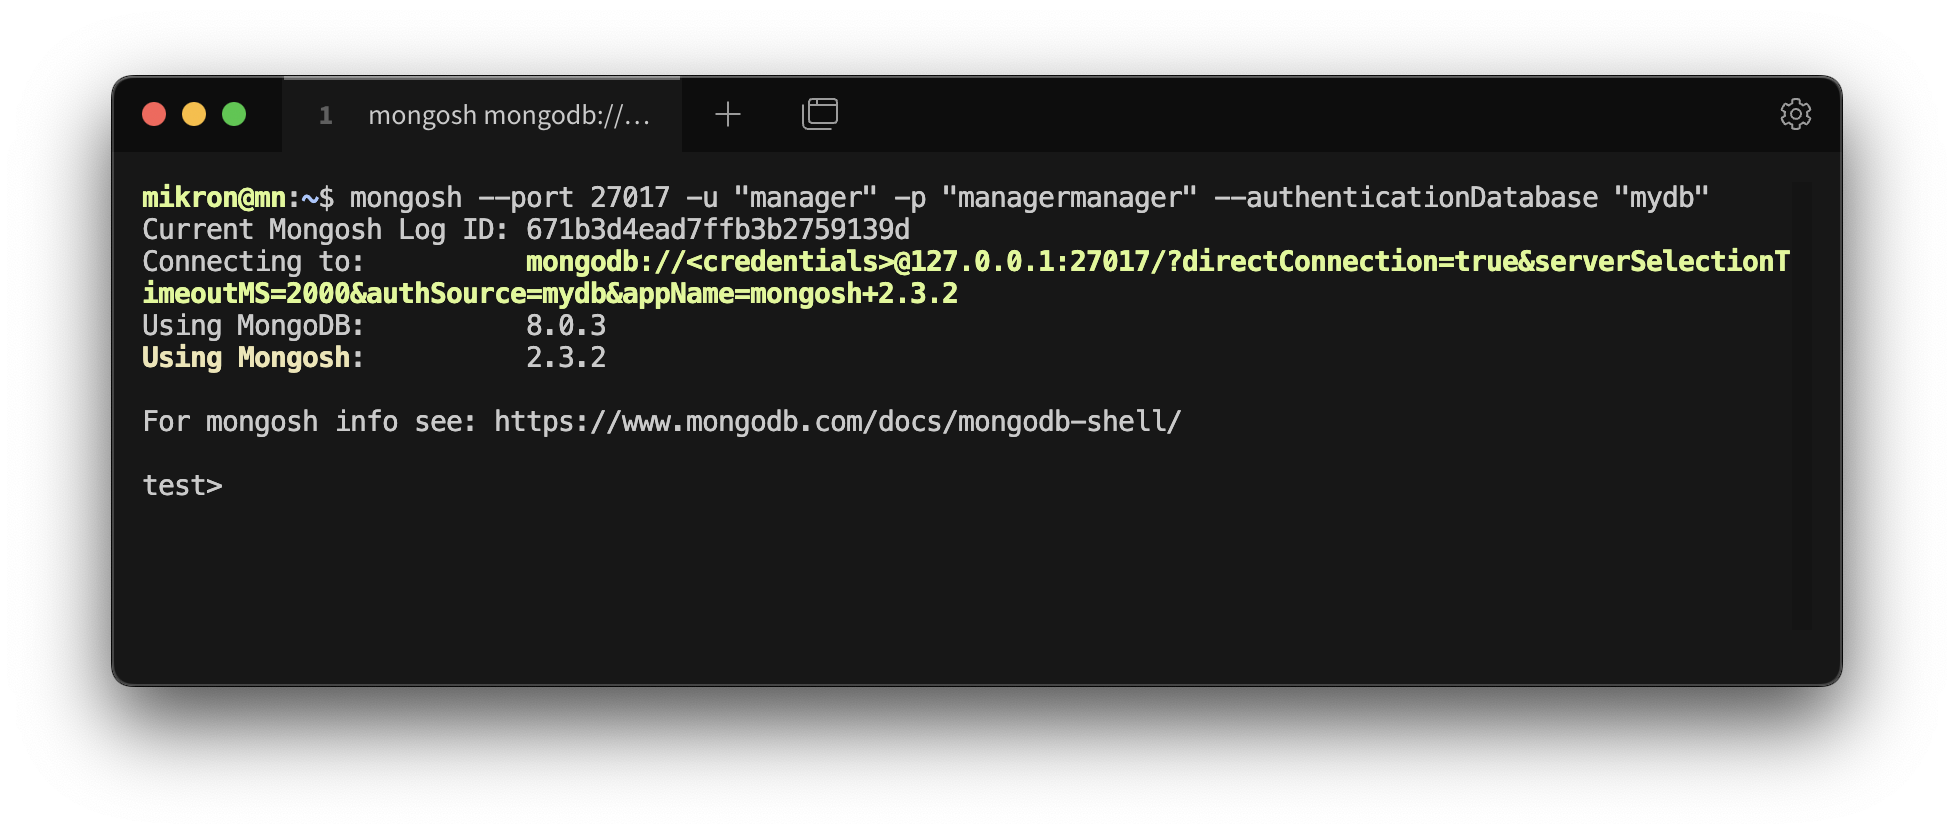 1 mongosh mongodb://...
mikron@mn:~$ mongosh --port 27017 -u "manager" -p "managermanager" --authenticationDatabase "mydb"
Current Mongosh Log ID: 671b3d4ead7ffb3b2759139d
Connecting to: mongodb://<credentials>@127.0.0.1:27017/?directConnection=true&serverSelectionT
imeoutMS=2000&authSource=mydb&appName=mongosh+2.3.2
Using MongoDB: 8.0.3
Using Mongosh: 2.3.2
For mongosh info see: https://www.mongodb.com/docs/mongodb-shell/
test>